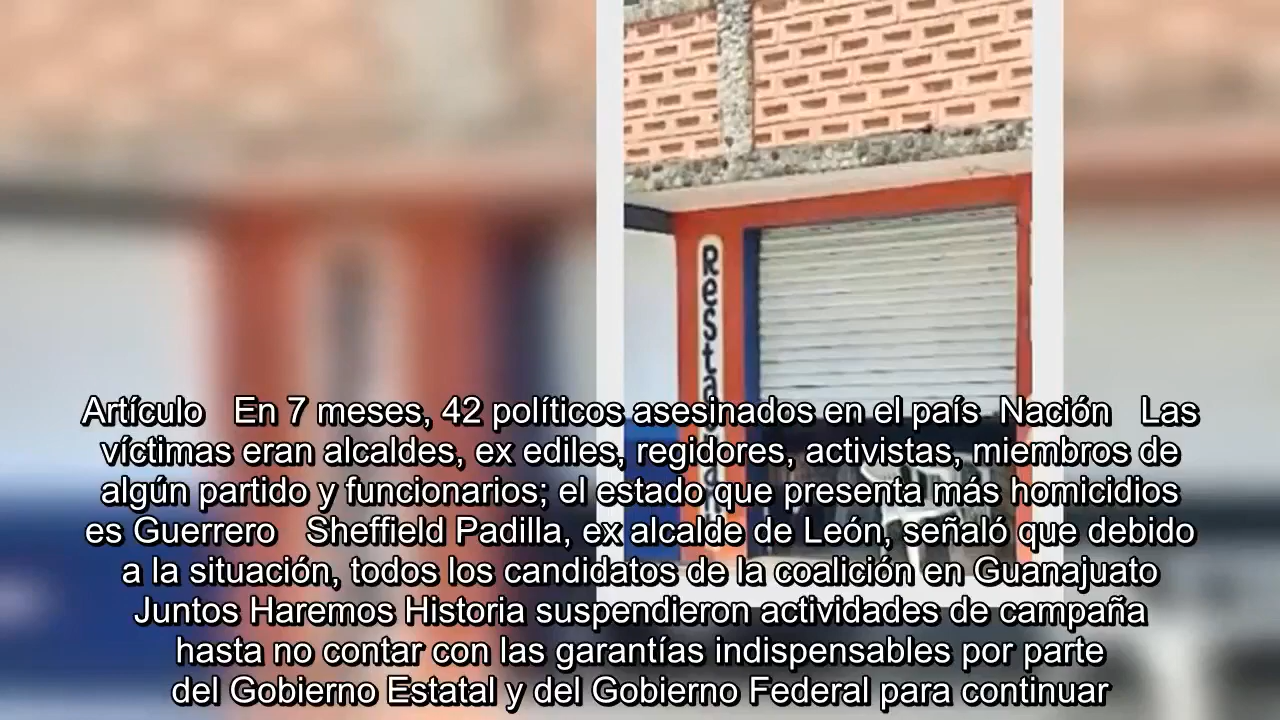 Resta
Artículo   En 7 meses, 42 políticos asesinados en el país  Nación   Las
víctimas eran alcaldes, ex ediles, regidores, activistas, miembros de
algún partido y funcionarios; el estado que presenta más homicidios
es Guerrero   Sheffield Padilla, ex alcalde de León, señaló que debido
a la situación, todos los candidatos de la coalición en Guanajuato
Juntos Haremos Historia suspendieron actividades de campaña
hasta no contar con las garantías indispensables por parte
del Gobierno Estatal y del Gobierno Federal para continuar